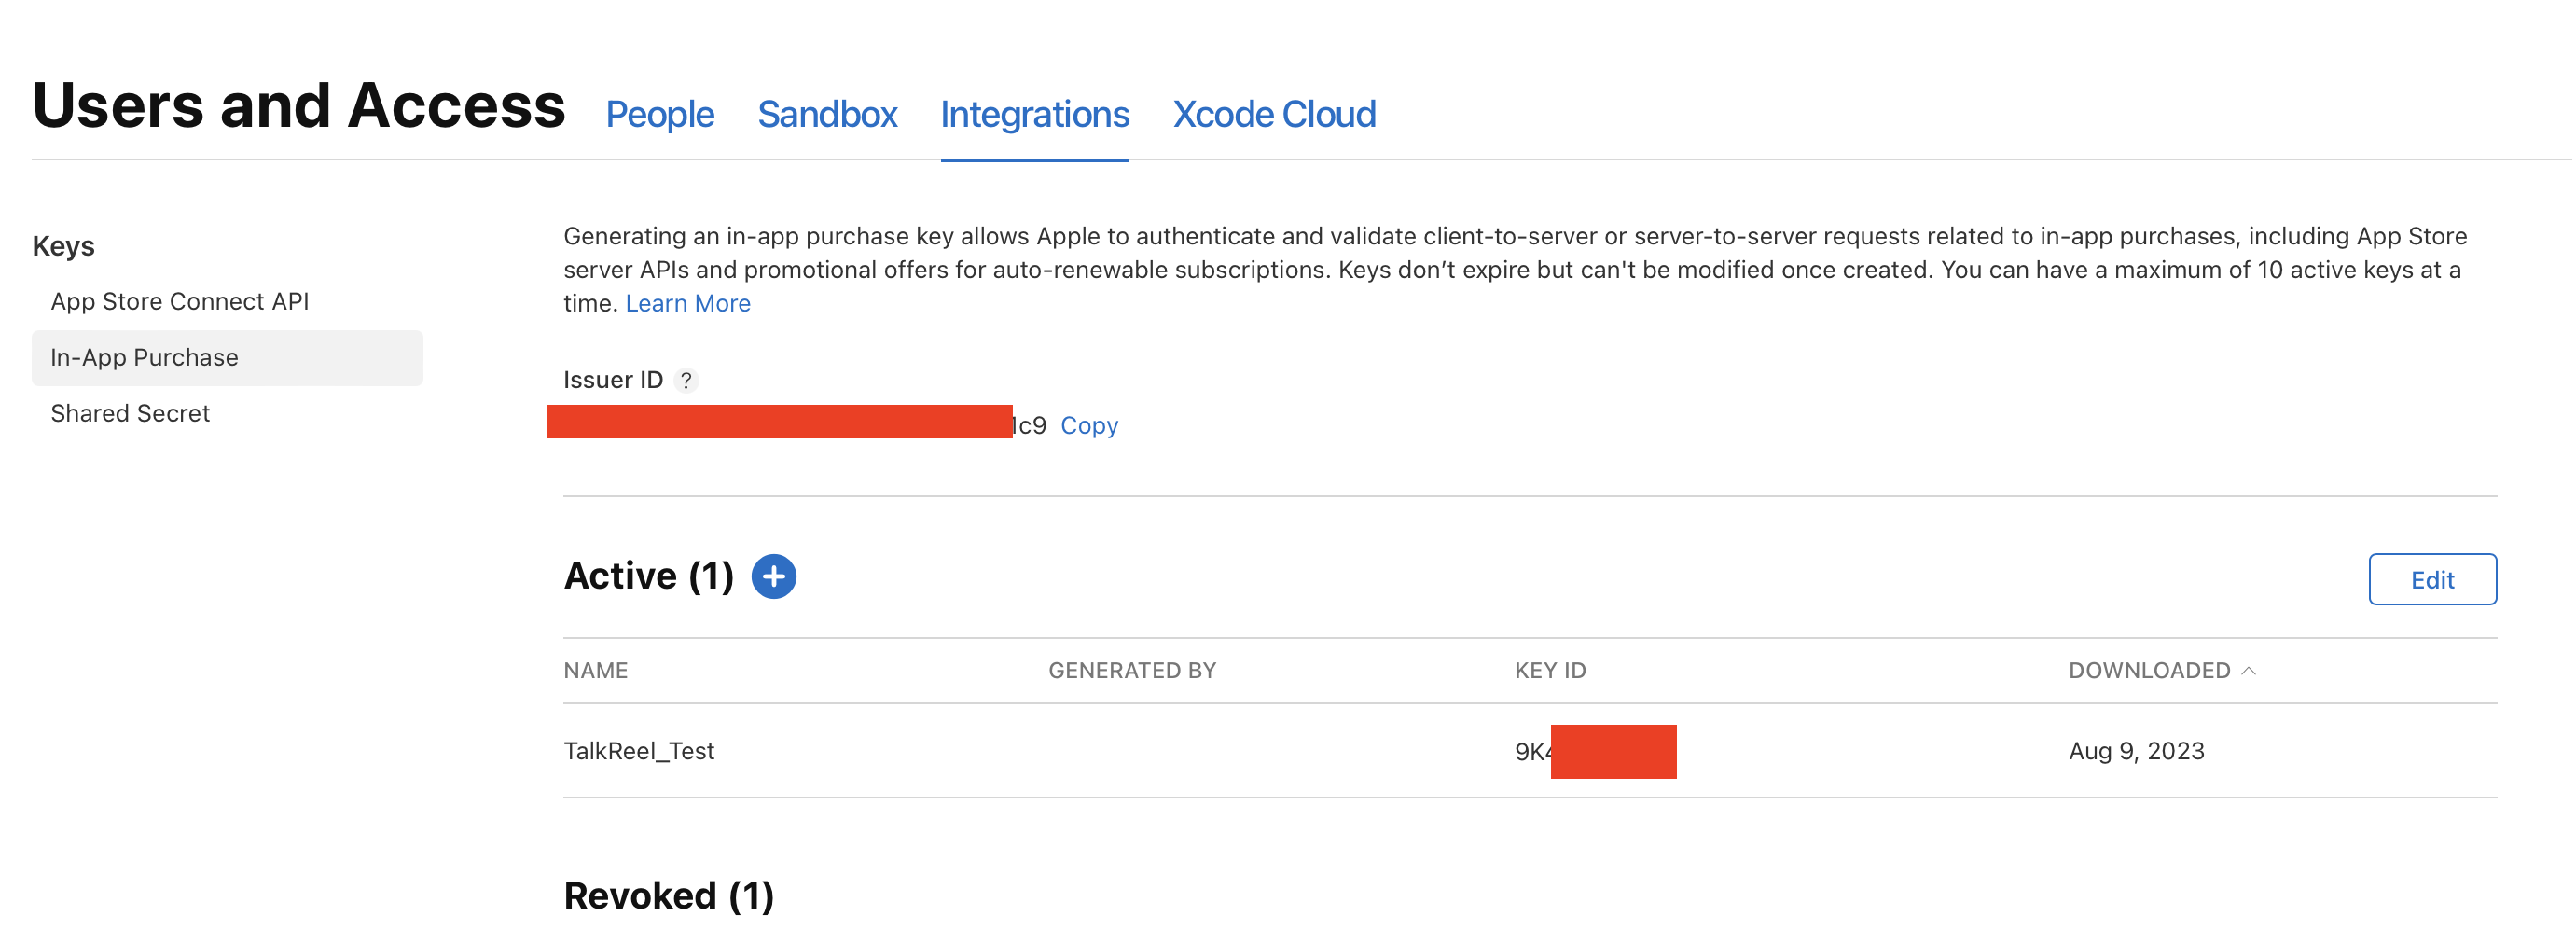 Users and Access People Sandbox Integrations Xcode Cloud
Keys
App Store Connect API
In-App Purchase
Shared Secret
Generating an in-app purchase key allows Apple to authenticate and validate client-to-server or server-to-server requests related to in-app purchases, including App Store
server APIs and promotional offers for auto-renewable subscriptions. Keys don’t expire but can't be modified once created. You can have a maximum of 10 active keys at a
time. Learn More
Issuer ID ?
c9 Copy
Active (1) +
Edit
NAME GENERATED BY KEY ID DOWNLOADED
TalkReel_Test 9K4 Aug 9, 2023
Revoked (1)